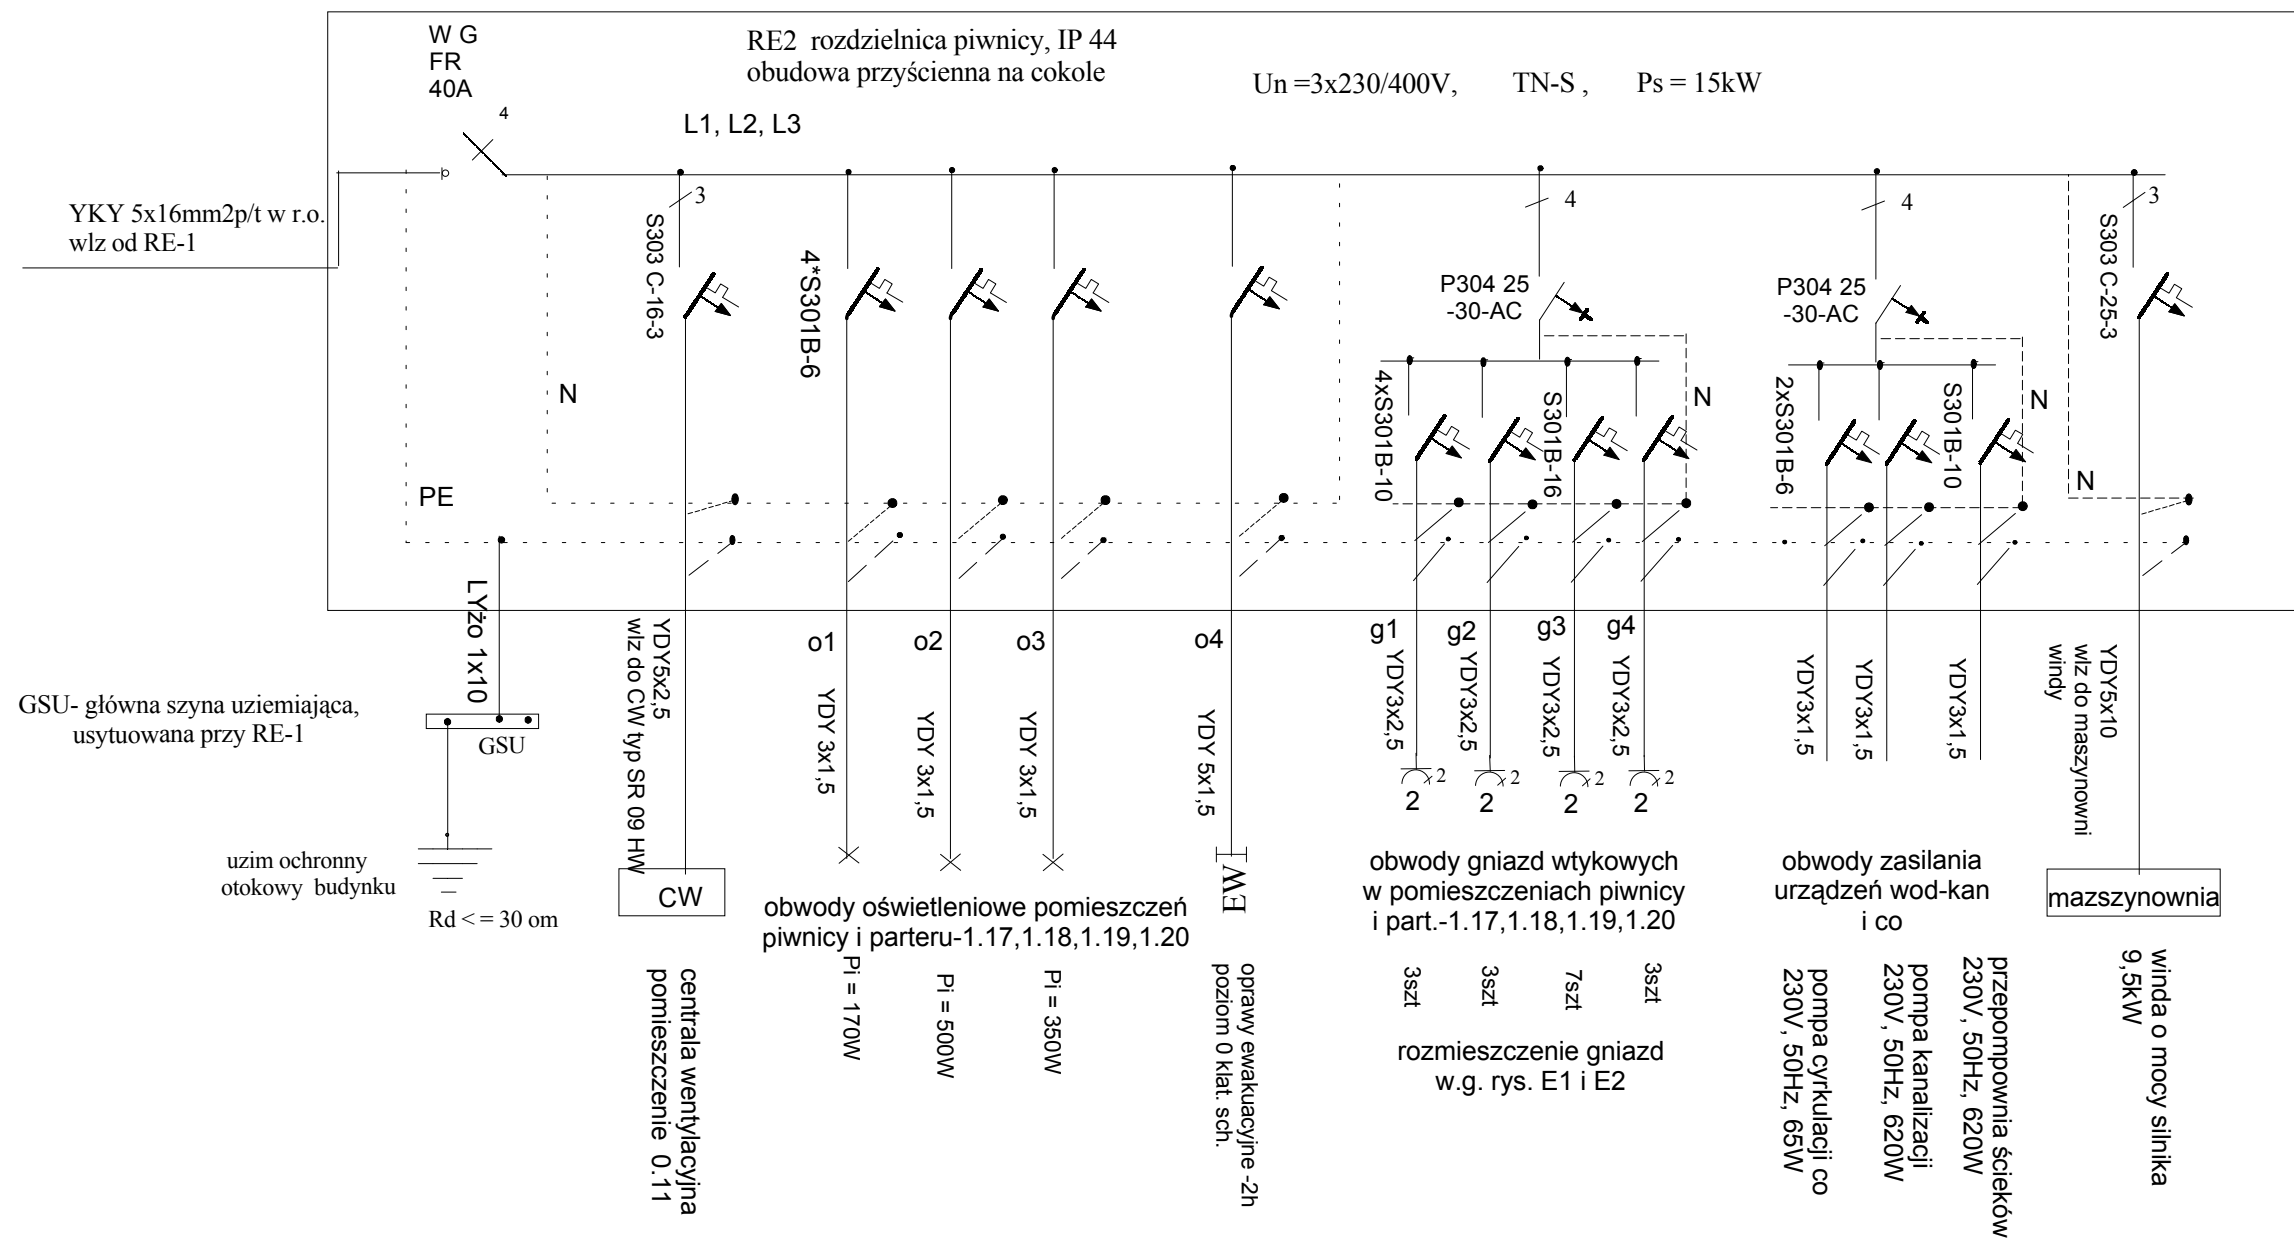 W G
FR
40A
4
RE2 rozdzielnica piwnicy, IP 44
obudowa przyścienna na cokole
Un =3x230/400V, TN-S , Ps = 15kW
L1, L2, L3
YKY 5x16mm2p/t w r.o.
wlz od RE-1
3
S303 C-16-3
4*S301B-6
4
P304 25
-30-AC
4
P304 25
-30-AC
3
S303 C-25-3
N
4xS301B-10
S301B-16
N
2xS301B-6
S301B-10
N
N
PE
LYżo 1x10
GSU- główna szyna uziemiająca,
usytuowana przy RE-1
GSU
uzim ochronny
otokowy budynku
Rd < = 30 om
YDY5x2,5
wlz do CW typ SR 09 HW
CW
centrala wentylacyjna
pomieszczenie 0.11
o1
YDY 3x1,5
o2
YDY 3x1,5
o3
YDY 3x1,5
o4
YDY 5x1,5
EW1
obwody oświetleniowe pomieszczeń
piwnicy i parteru-1.17,1.18,1.19,1.20
Pi = 170W
Pi = 500W
Pi = 350W
oprawy ewakuacyjne -2h
poziom 0 klat. sch.
g1
YDY3x2,5
g2
YDY3x2,5
g3
YDY3x2,5
g4
YDY3x2,5
2
2
2
2
2
2
2
2
obwody gniazd wtykowych
w pomieszczeniach piwnicy
i part.-1.17,1.18,1.19,1.20
3szt
3szt
7szt
3szt
rozmieszczenie gniazd
w.g. rys. E1 i E2
YDY3x1,5
YDY3x1,5
YDY3x1,5
obwody zasilania
urządzeń wod-kan
i co
pompa cyrkulacji co
230V, 50Hz, 65W
pompa kanalizacji
230V, 50Hz, 620W
przepompownia ścieków
230V, 50Hz, 620W
YDY5x10
wlz do maszynowni
windy
mazszynownia
winda o mocy silnika
9,5kW